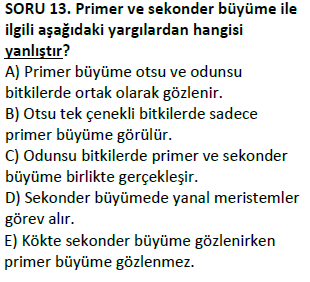 SORU 13. Primer ve sekonder büyüme ile
ilgili aşağıdaki yargılardan hangisi
yanlıştır?
A) Primer büyüme otsu ve odunsu
bitkilerde ortak olarak gözlenir.
B) Otsu tek çenekli bitkilerde sadece
primer büyüme görülür.
C) Odunsu bitkilerde primer ve sekonder
büyüme birlikte gerçekleşir.
D) Sekonder büyümede yanal meristemler
görev alır.
E) Kökte sekonder büyüme gözlenirken
primer büyüme gözlenmez.